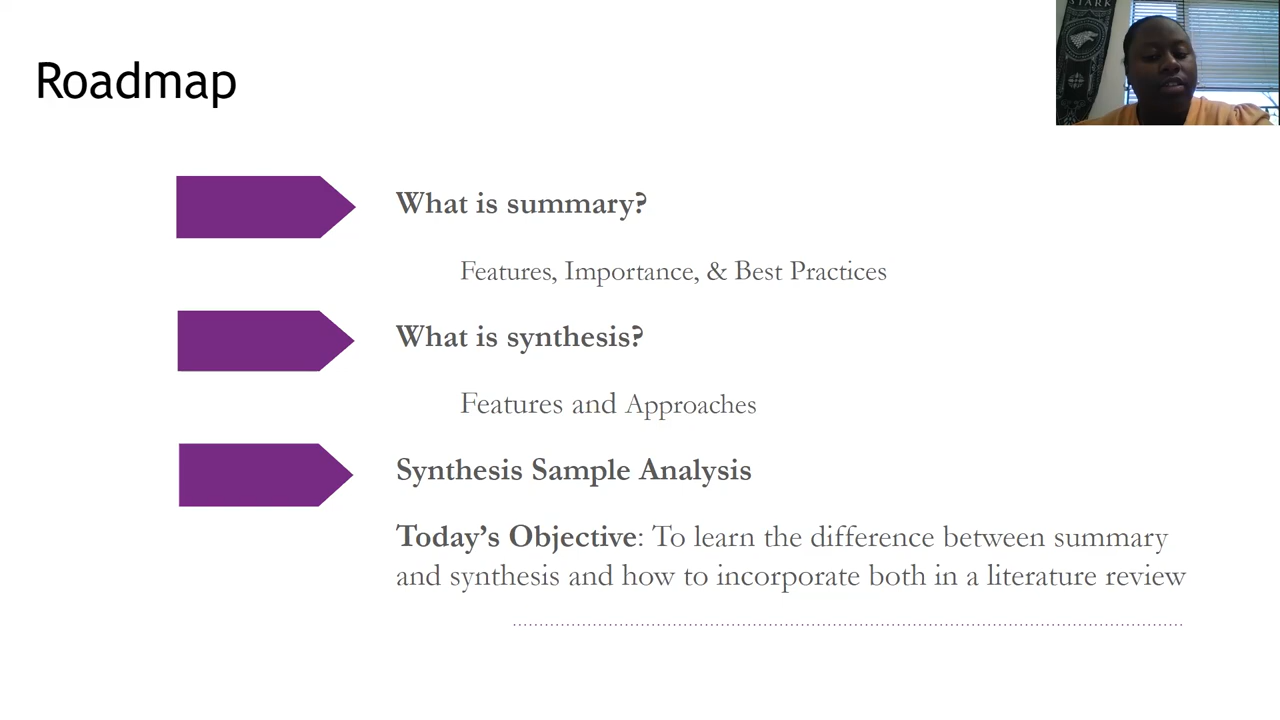 Roadmap
STARK
What is summary?
Features, Importance, & Best Practices
What is synthesis?
Features and Approaches
Synthesis Sample Analysis
Today’s Objective: To learn the difference between summary
and synthesis and how to incorporate both in a literature review